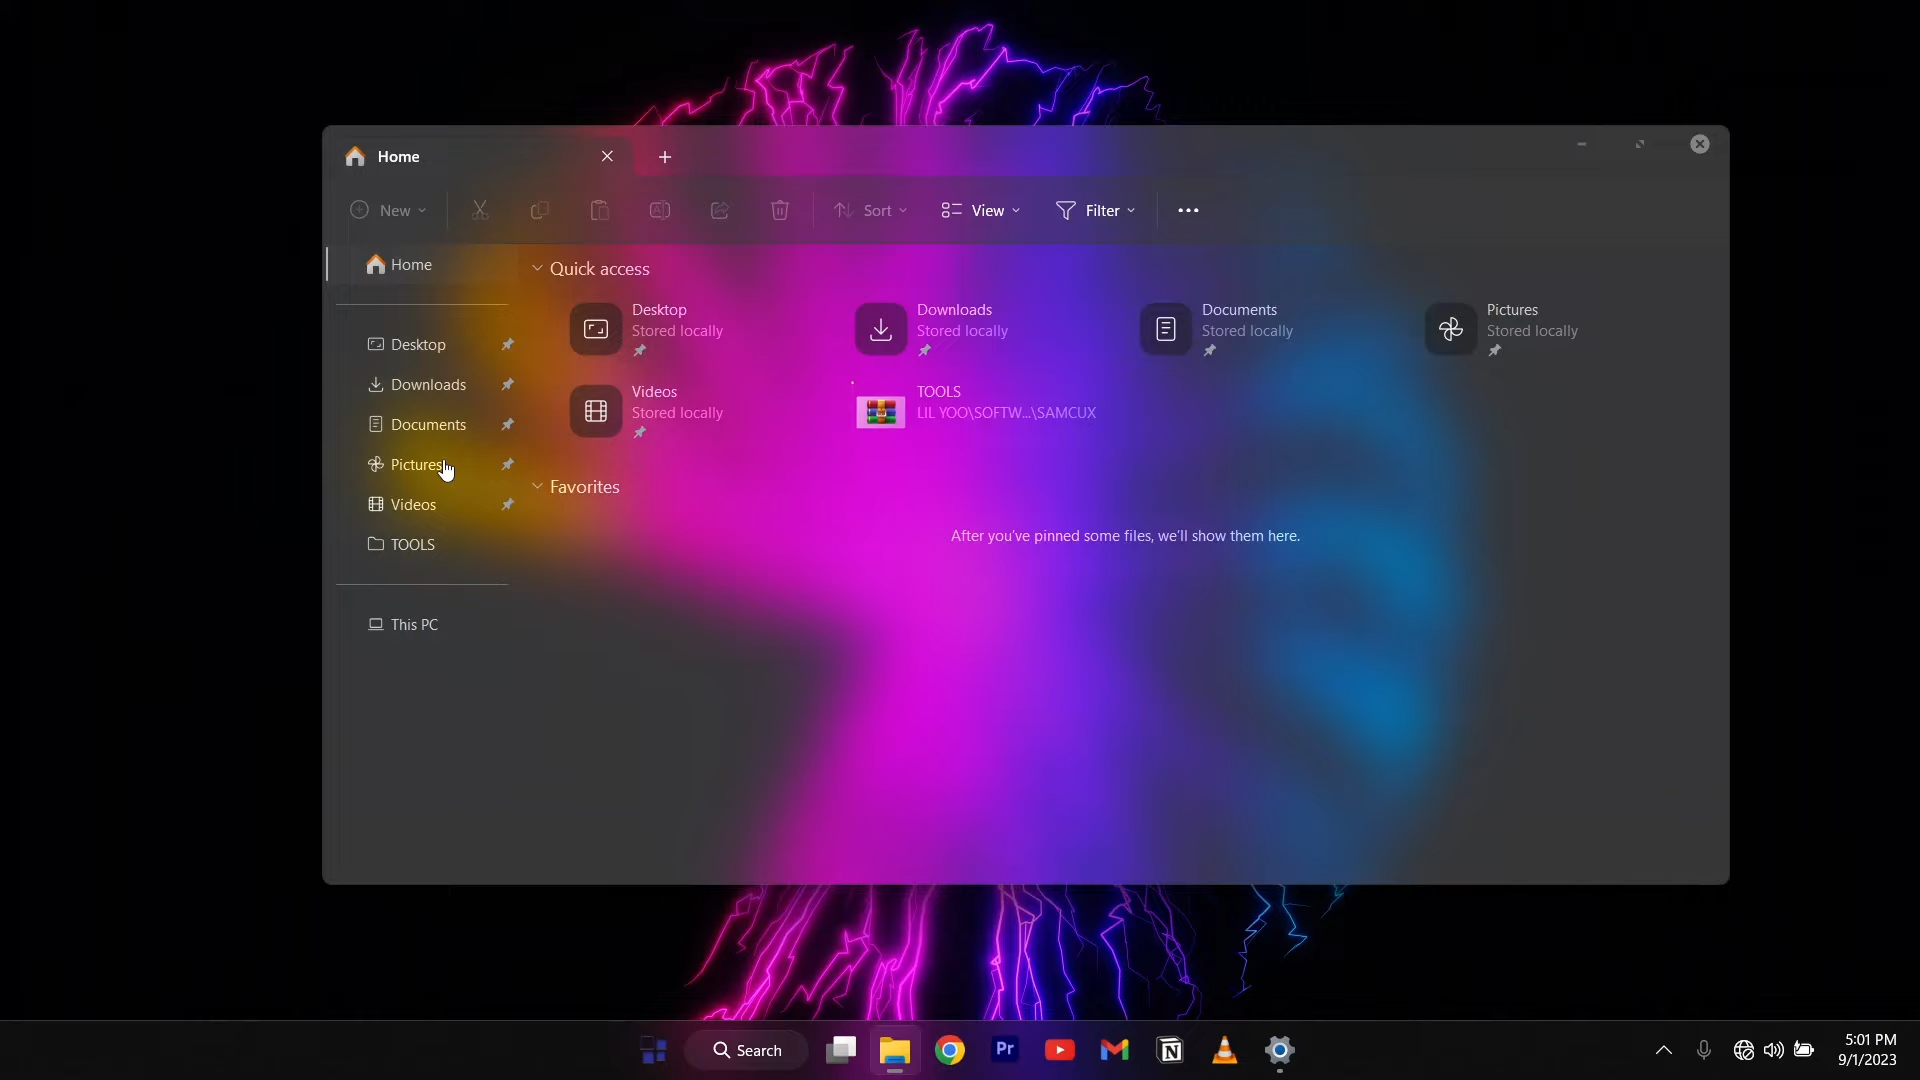 Home
New
Sort
View
Filter
Home
Desktop
Downloads
Documents
Pictures
Videos
TOOLS
This PC
Quick access
Desktop
Stored locally
Downloads
Stored locally
Documents
Stored locally
Pictures
Stored locally
Videos
Stored locally
TOOLS
LIL YOO\SOFTW...\SAMCUX
Favorites
After you've pinned some files, we'll show them here.
Search
Pr
5:01 PM
9/1/2023